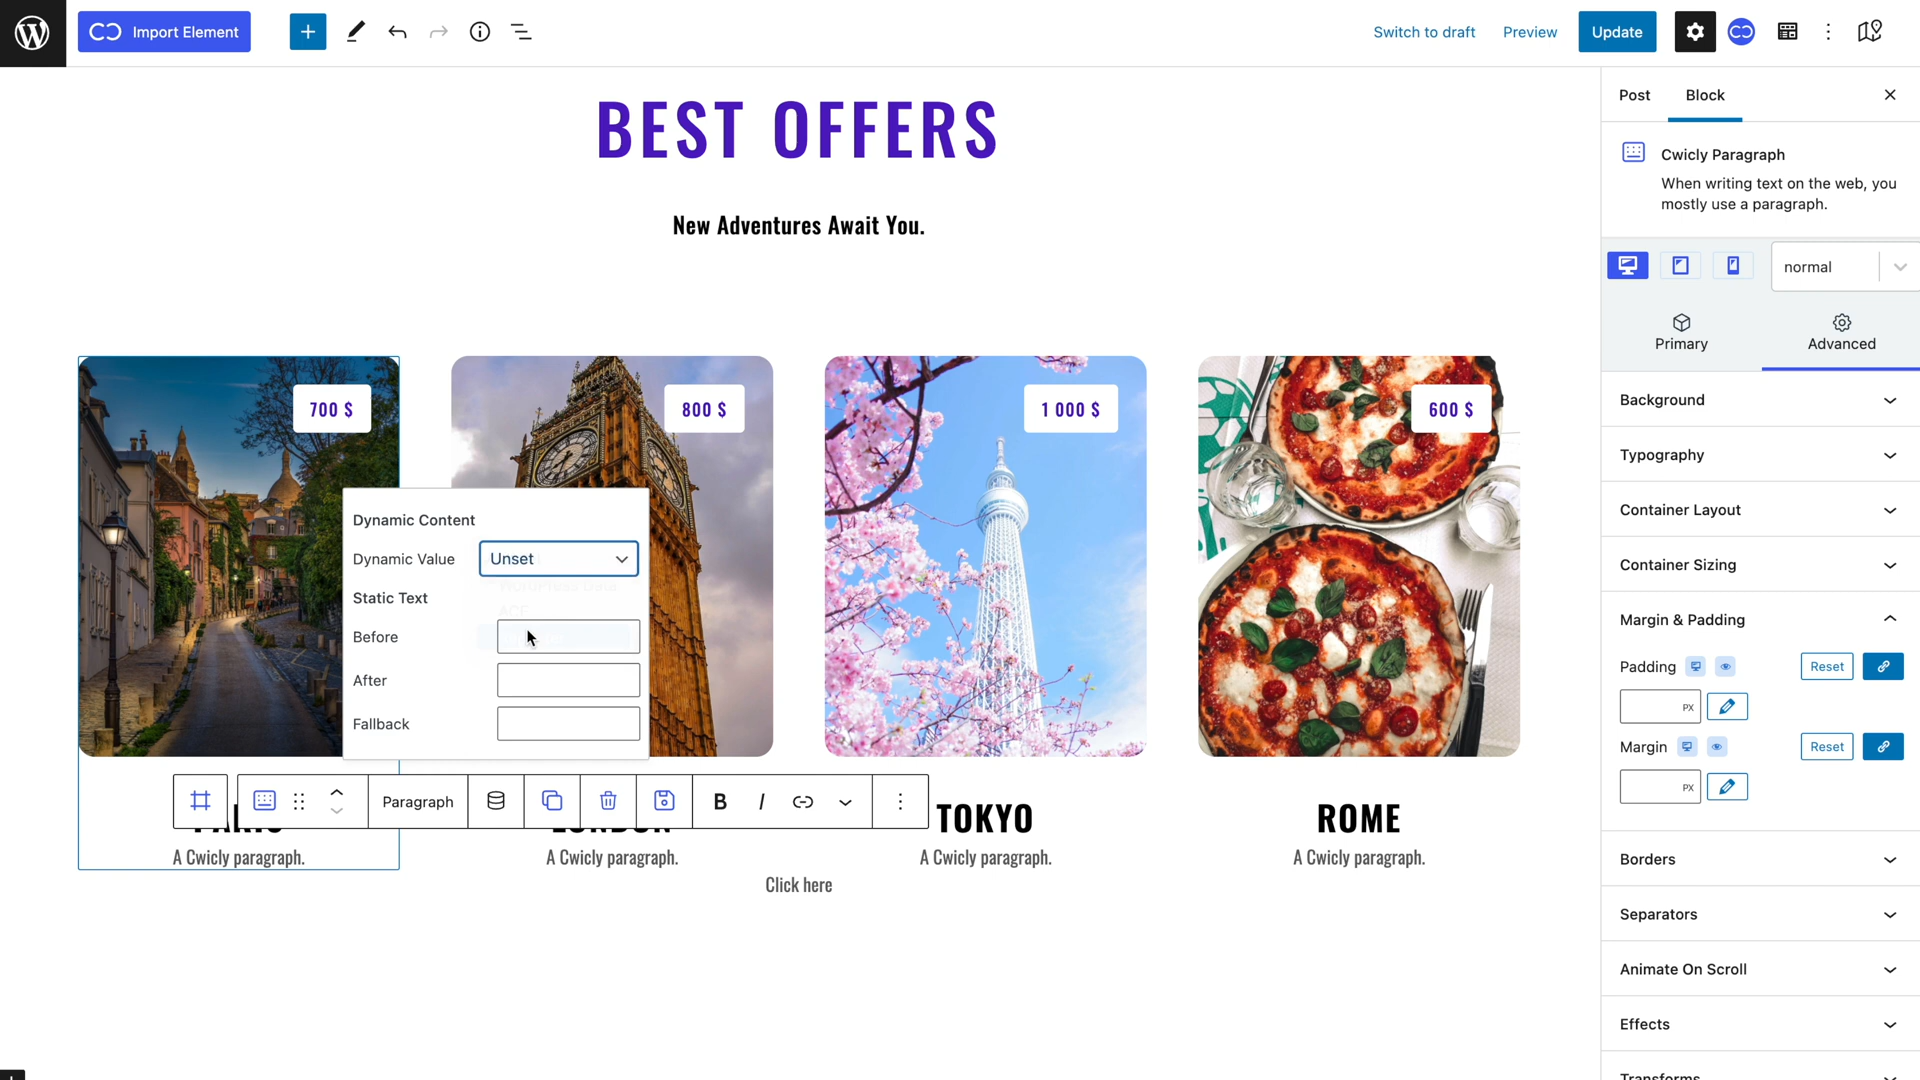 Import Element
Switch to draft
Preview
Update
BEST OFFERS
New Adventures Await You.
700 $
800 $
1 000 $
600 $
Dynamic Content
Dynamic Value
Unset
Static Text
WordPress Data
ACF
Before
After
Fallback
Paragraph
B
I
TOKYO
ROME
A Cwicly paragraph.
A Cwicly paragraph.
A Cwicly paragraph.
A Cwicly paragraph.
Click here
Post
Block
Cwicly Paragraph
When writing text on the web, you
mostly use a paragraph.
normal
Primary
Advanced
Background
Typography
Container Layout
Container Sizing
Margin & Padding
Padding
Reset
PX
Margin
Reset
PX
Borders
Separators
Animate On Scroll
Effects
Transforms